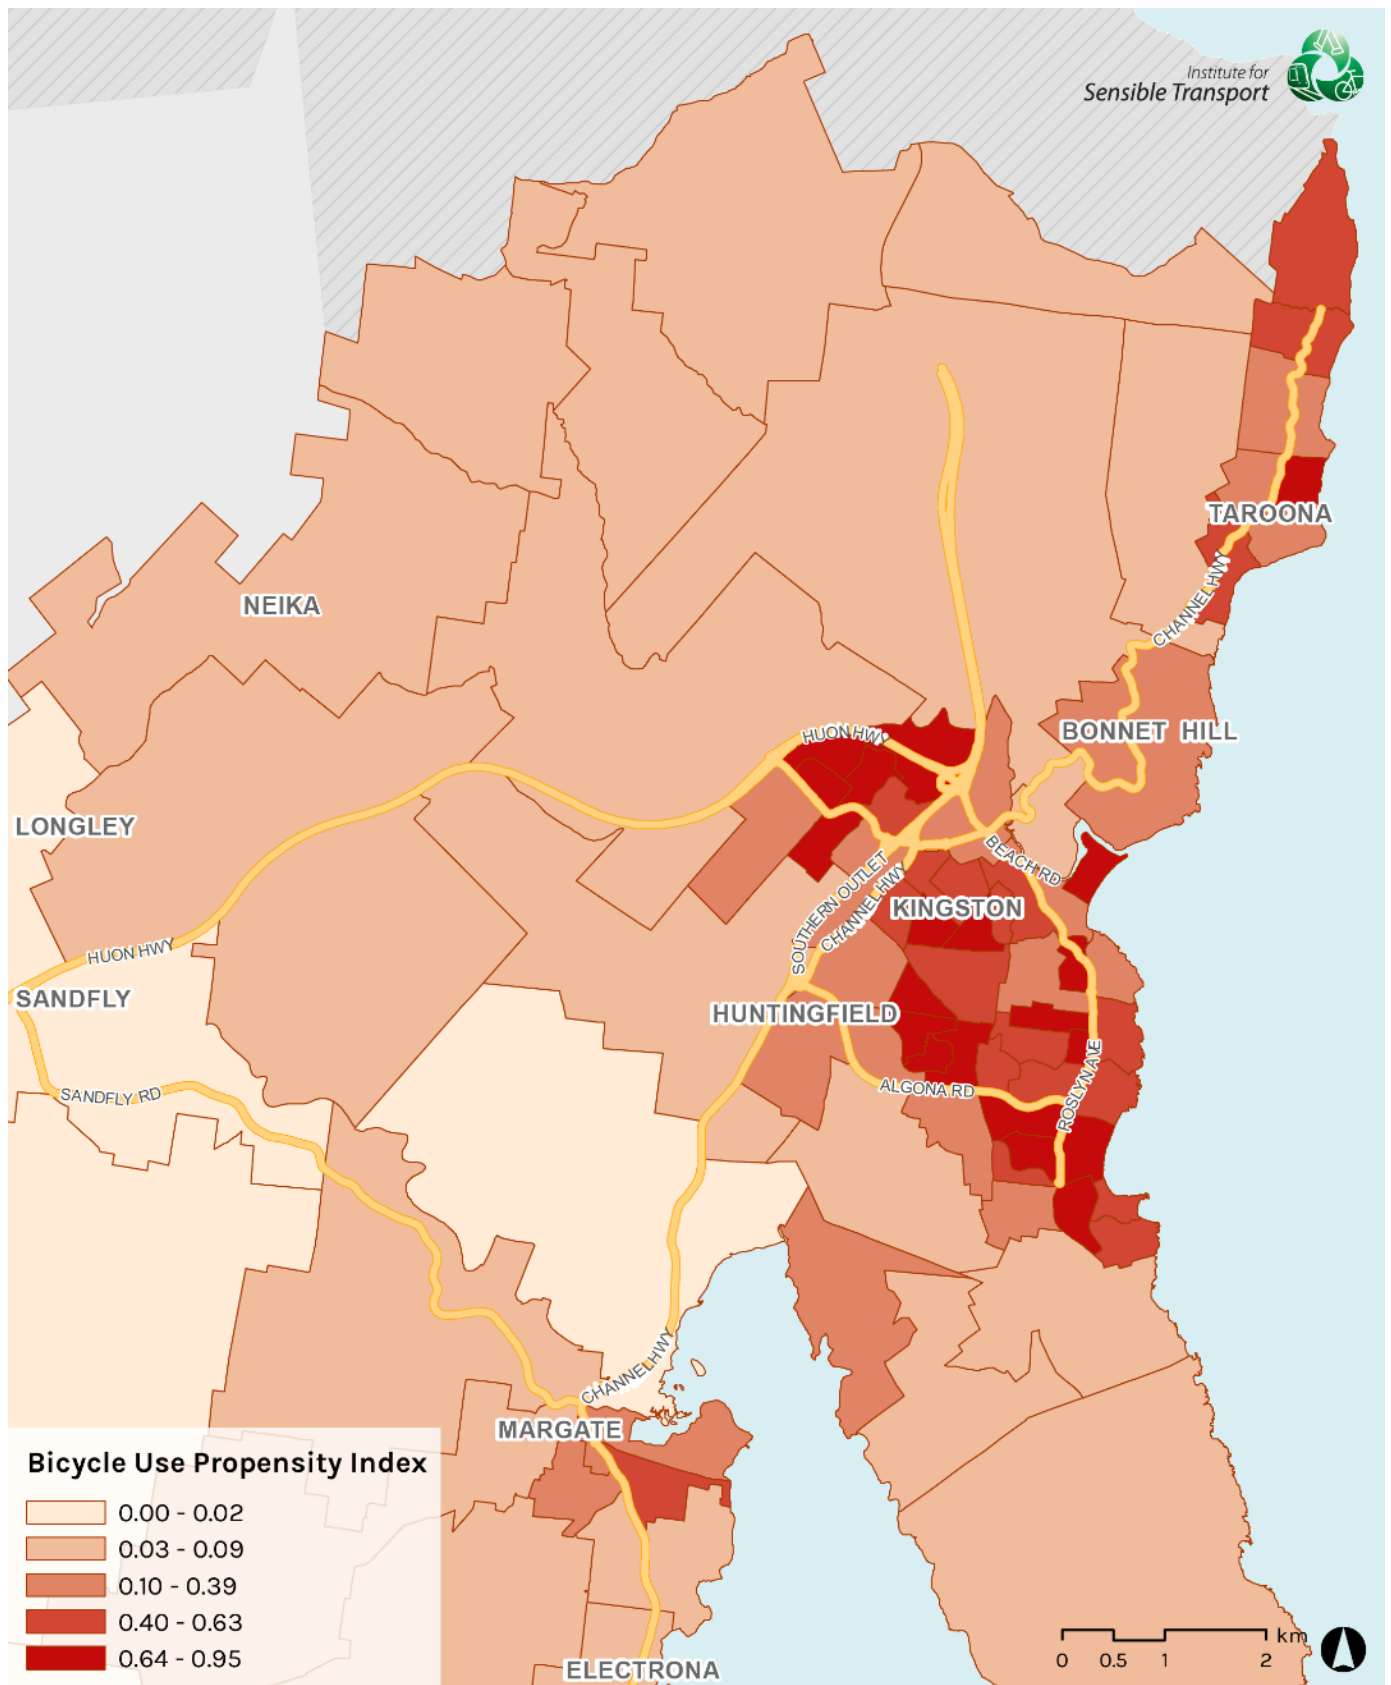 Institute for
Sensible Transport
TAROONA
CHANNEL HWY
NEIKA
BONNET HILL
HUON HWY
LONGLEY
BEACH RD
SOUTHERN OUTLET
CHANNEL HWY
KINGSTON
HUON HWY
SANDFLY
HUNTINGFIELD
SANDFLY RD
ALGONA RD
ROSLYN AVE
CHANNEL HWY
MARGATE
ELECTRONA
Bicycle Use Propensity Index
0.00 - 0.02
0.03 - 0.09
0.10 - 0.39
0.40 - 0.63
0.64 - 0.95
km
0 0.5 1 2